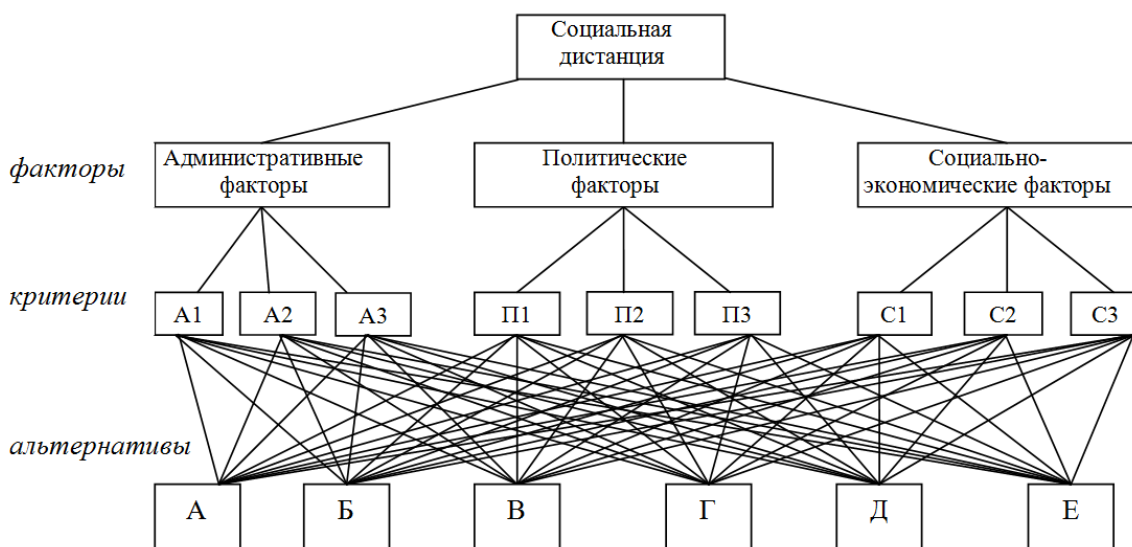 Социальная
дистанция
факторы
Административные
факторы
Политические
факторы
Социально-
экономические факторы
критерии
А1
А2
А3
П1
П2
П3
С1
С2
С3
альтернативы
А
Б
В
Г
Д
Е